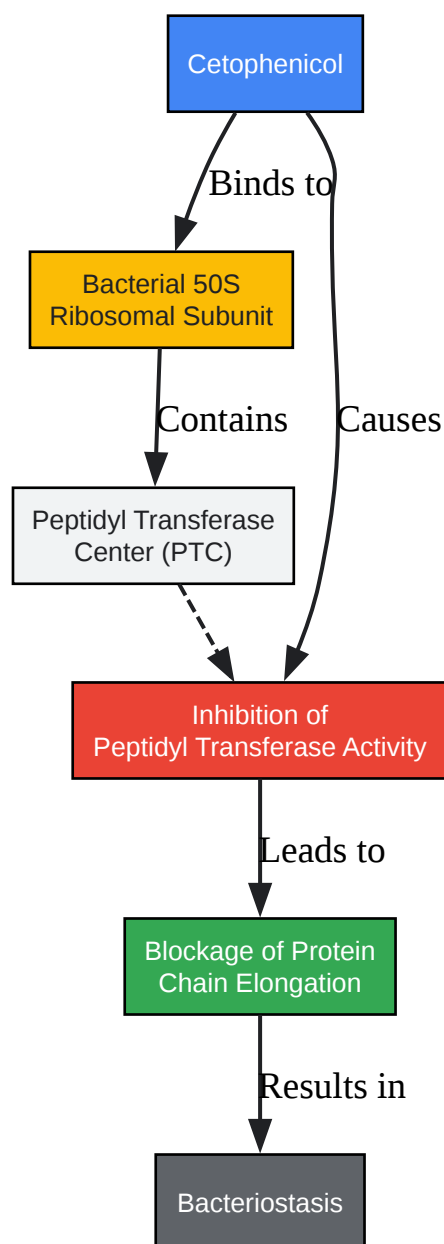 Cetophenicol
Binds to
Bacterial 50S
Ribosomal Subunit
Contains
Causes
Peptidyl Transferase
Center (PTC)
Inhibition of
Peptidyl Transferase Activity
Leads to
Blockage of Protein
Chain Elongation
Results in
Bacteriostasis